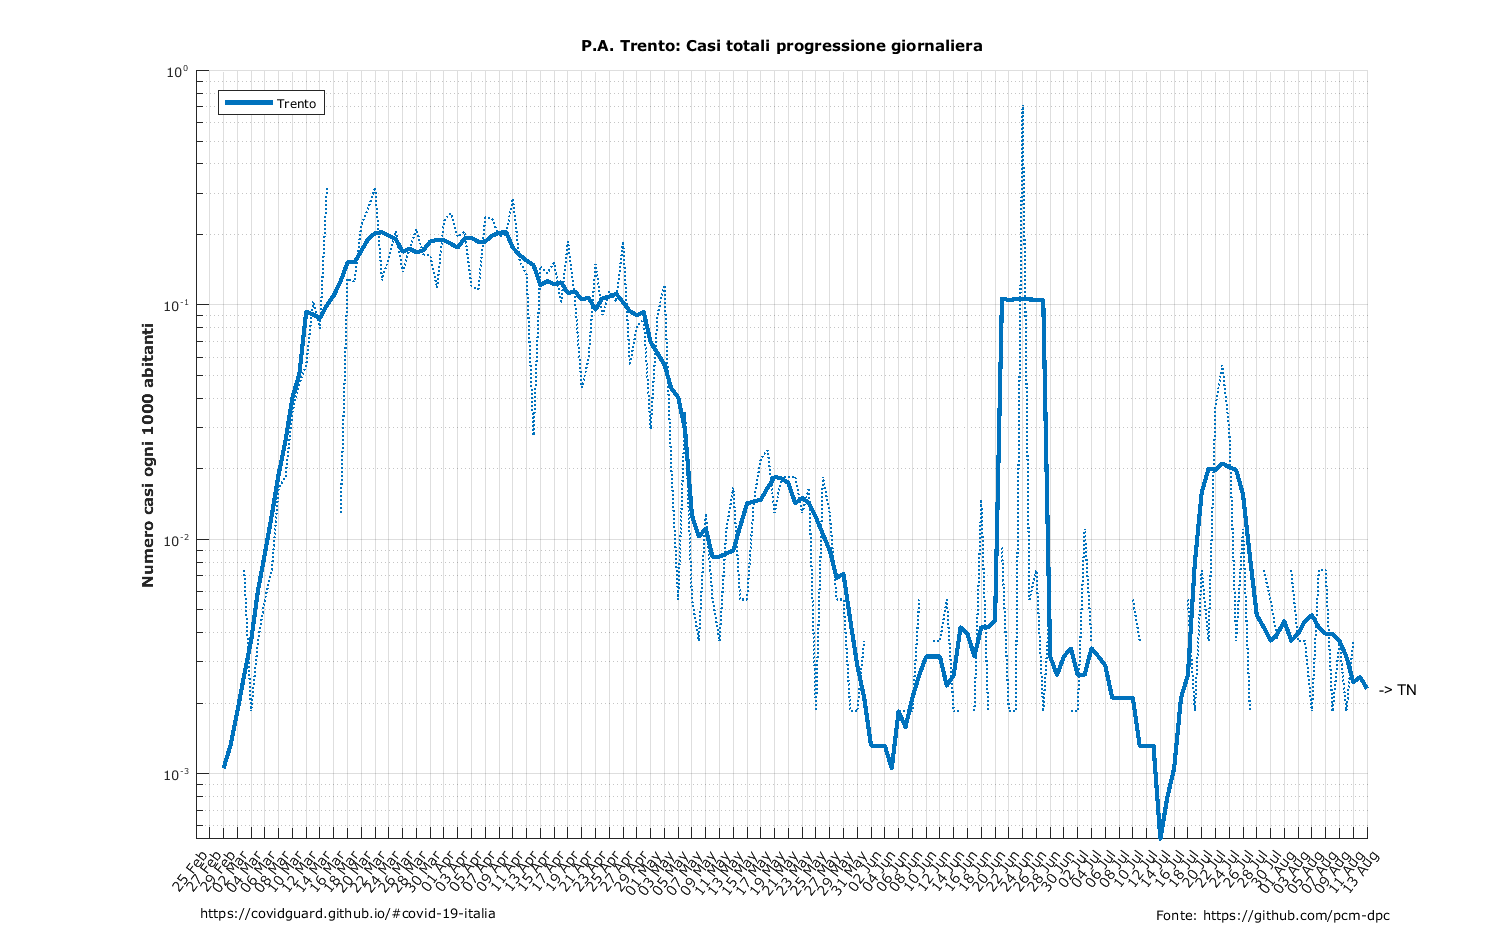 P.A. Trento: Casi totali progressione giornaliera
10^0
Trento
10^-1
Numero casi ogni 1000 abitanti
10^-2
-> TN
10^-3
25 Feb
27 Feb
29 Feb
02 Mar
04 Mar
06 Mar
08 Mar
10 Mar
12 Mar
14 Mar
16 Mar
18 Mar
20 Mar
22 Mar
24 Mar
26 Mar
28 Mar
30 Mar
01 Apr
03 Apr
05 Apr
07 Apr
09 Apr
11 Apr
13 Apr
15 Apr
17 Apr
19 Apr
21 Apr
23 Apr
25 Apr
27 Apr
29 Apr
01 May
03 May
05 May
07 May
09 May
11 May
13 May
15 May
17 May
19 May
21 May
23 May
25 May
27 May
29 May
31 May
02 Jun
04 Jun
06 Jun
08 Jun
10 Jun
12 Jun
14 Jun
16 Jun
18 Jun
20 Jun
22 Jun
24 Jun
26 Jun
28 Jun
30 Jun
02 Jul
04 Jul
06 Jul
08 Jul
10 Jul
12 Jul
14 Jul
16 Jul
18 Jul
20 Jul
22 Jul
24 Jul
26 Jul
28 Jul
30 Jul
01 Aug
03 Aug
05 Aug
07 Aug
09 Aug
11 Aug
13 Aug
https://covidguard.github.io/#covid-19-italia
Fonte: https://github.com/pcm-dpc